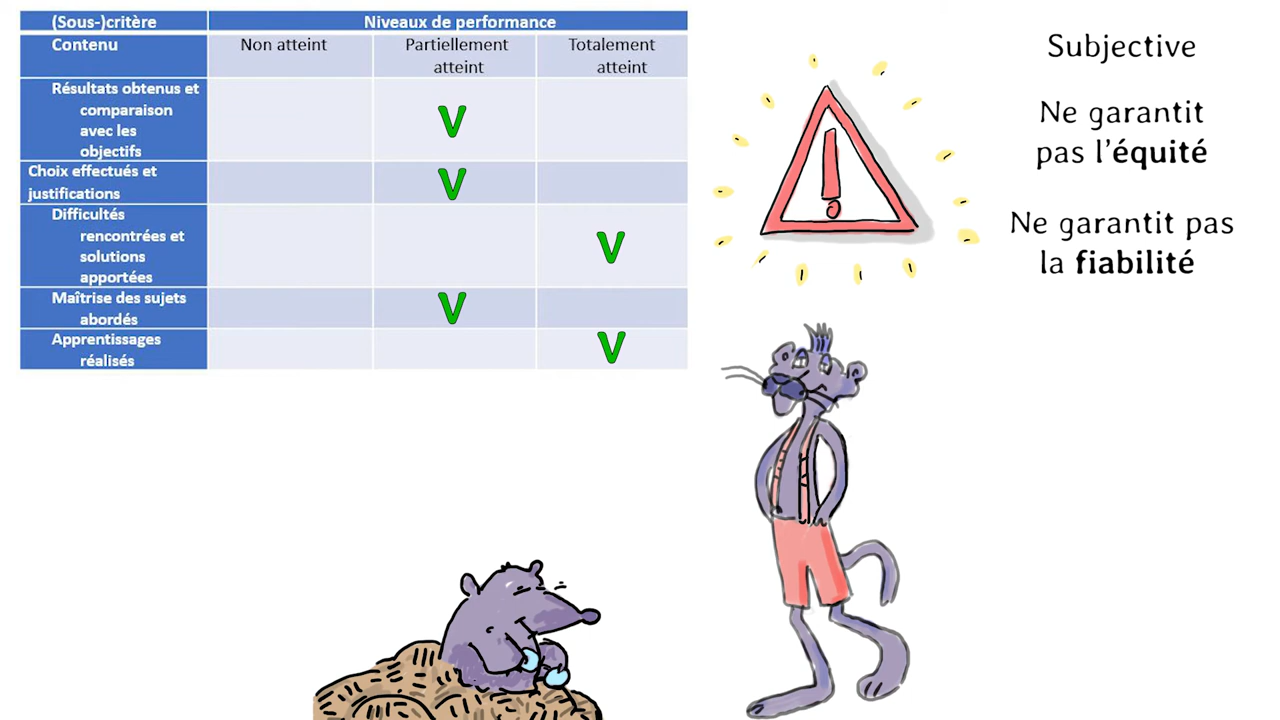 (Sous-)critère Niveaux de performance
Contenu Non atteint Partiellement atteint Totalement atteint
Résultats obtenus et
comparaison
avec les
objectifs
V
Choix effectués et
justifications
V
Difficultés
rencontrées et
solutions
apportées
V
Maîtrise des sujets
abordés
V
Apprentissages
réalisés
V
Subjective
Ne garantit
pas l'équité
Ne garantit pas
la fiabilité